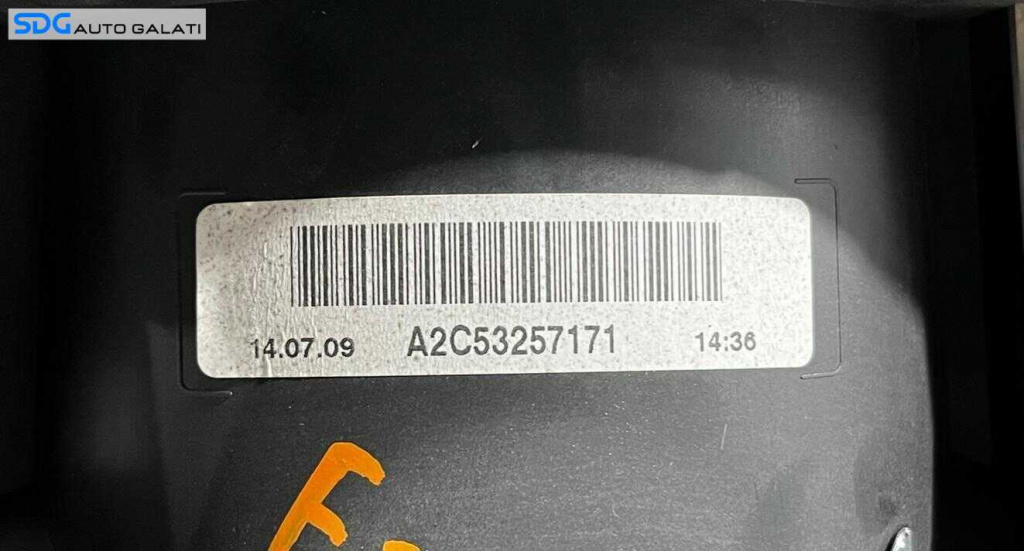 SDG AUTO GALATI
14.07.09 A2C53257171 14:36
F